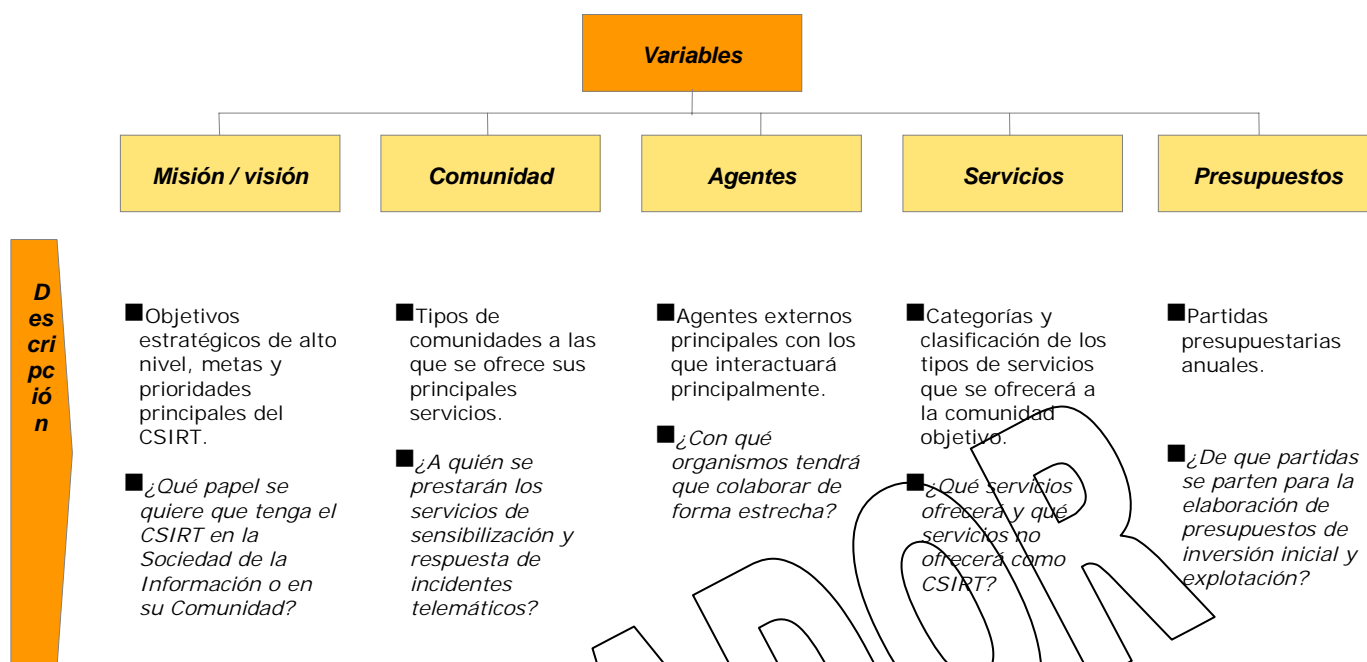 Variables
Misión / visión
Comunidad
Agentes
Servicios
Presupuestos
D
es
cri
pc
ió
n
■Objetivos
estratégicos de alto
nivel, metas y
prioridades
principales del
CSIRT.
■¿Qué papel se
quiere que tenga el
CSIRT en la
Sociedad de la
Información o en
su Comunidad?
■Tipos de
comunidades a las
que se ofrece sus
principales
servicios.
■¿A quién se
prestarán los
servicios de
sensibilización y
respuesta de
incidentes
telemáticos?
■Agentes externos
principales con los
que interactuará
principalmente.
■¿Con qué
organismos tendrá
que colaborar de
forma estrecha?
■Categorías y
clasificación de los
tipos de servicios
que se ofrecerá a
la comunidad
objetivo.
■¿Qué servicios
ofrecerá y qué
servicios no
ofrecerá como
CSIRT?
■Partidas
presupuestarias
anuales.
■¿De que partidas
se parten para la
elaboración de
presupuestos de
inversión inicial y
explotación?
ADOR